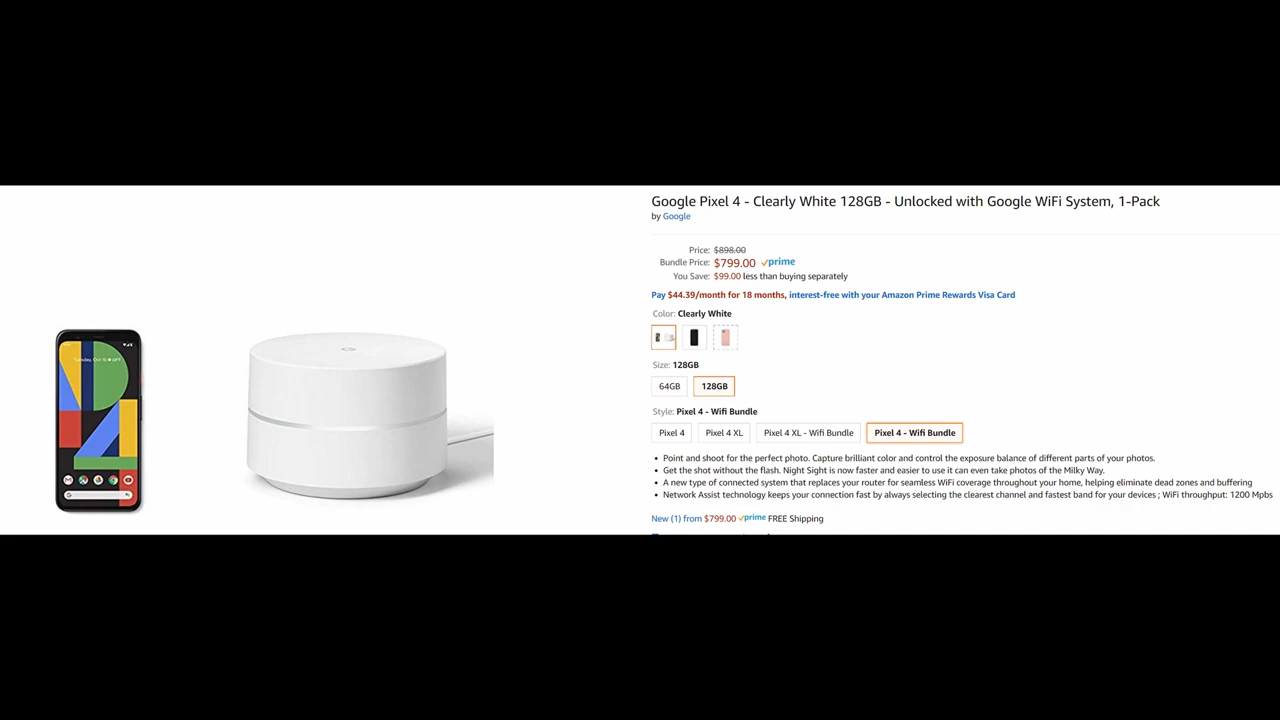 Google Pixel 4 - Clearly White 128GB - Unlocked with Google WiFi System, 1-Pack
by Google
Price: $898.00
Bundle Price: $799.00 prime
You Save: $99.00 less than buying separately
Pay $44.39/month for 18 months, interest-free with your Amazon Prime Rewards Visa Card
Color: Clearly White
Size: 128GB
64GB 128GB
Style: Pixel 4 - Wifi Bundle
Pixel 4 Pixel 4 XL Pixel 4 XL - Wifi Bundle Pixel 4 - Wifi Bundle
• Point and shoot for the perfect photo. Capture brilliant color and control the exposure balance of different parts of your photos.
• Get the shot without the flash. Night Sight is now faster and easier to use it can even take photos of the Milky Way.
• A new type of connected system that replaces your router for seamless WiFi coverage throughout your home, helping eliminate dead zones and buffering
• Network Assist technology keeps your connection fast by always selecting the clearest channel and fastest band for your devices ; WiFi throughput: 1200 Mpbs
New (1) from $799.00 prime FREE Shipping